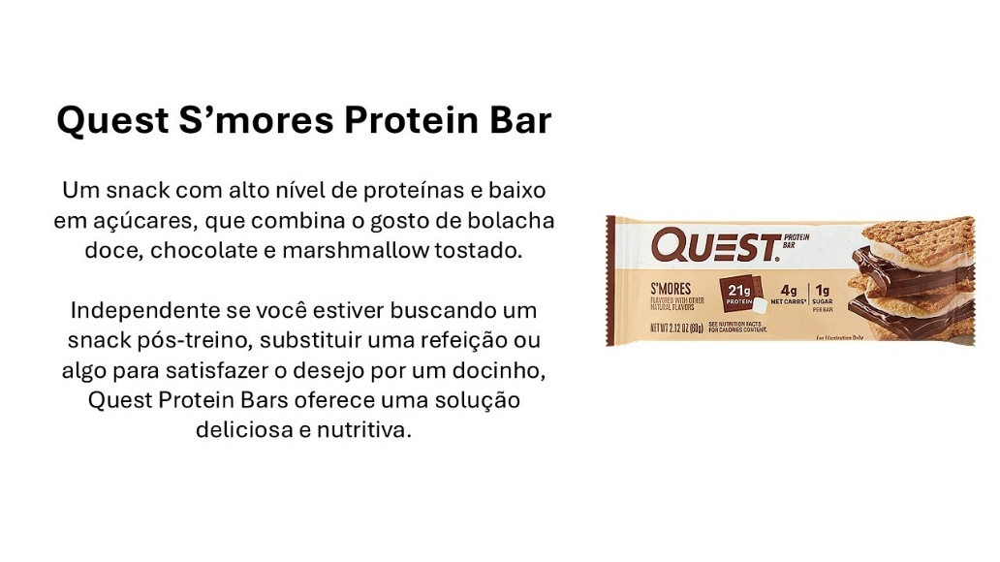 Quest S’mores Protein Bar
Um snack com alto nível de proteínas e baixo
em açúcares, que combina o gosto de bolacha
doce, chocolate e marshmallow tostado.
Independente se você estiver buscando um
snack pós-treino, substituir uma refeição ou
algo para satisfazer o desejo por um docinho,
Quest Protein Bars oferece uma solução
deliciosa e nutritiva.
QUEST® PROTEIN
BAR
S'MORES
FLAVORED WITH OTHER
NATURAL FLAVORS
21g
PROTEIN
4g
NET CARBS*
1g
SUGAR
PER BAR
NET WT 2.12 OZ (60g)
SEE NUTRITION FACTS
FOR CALORIES CONTENT.
For Illustration Only